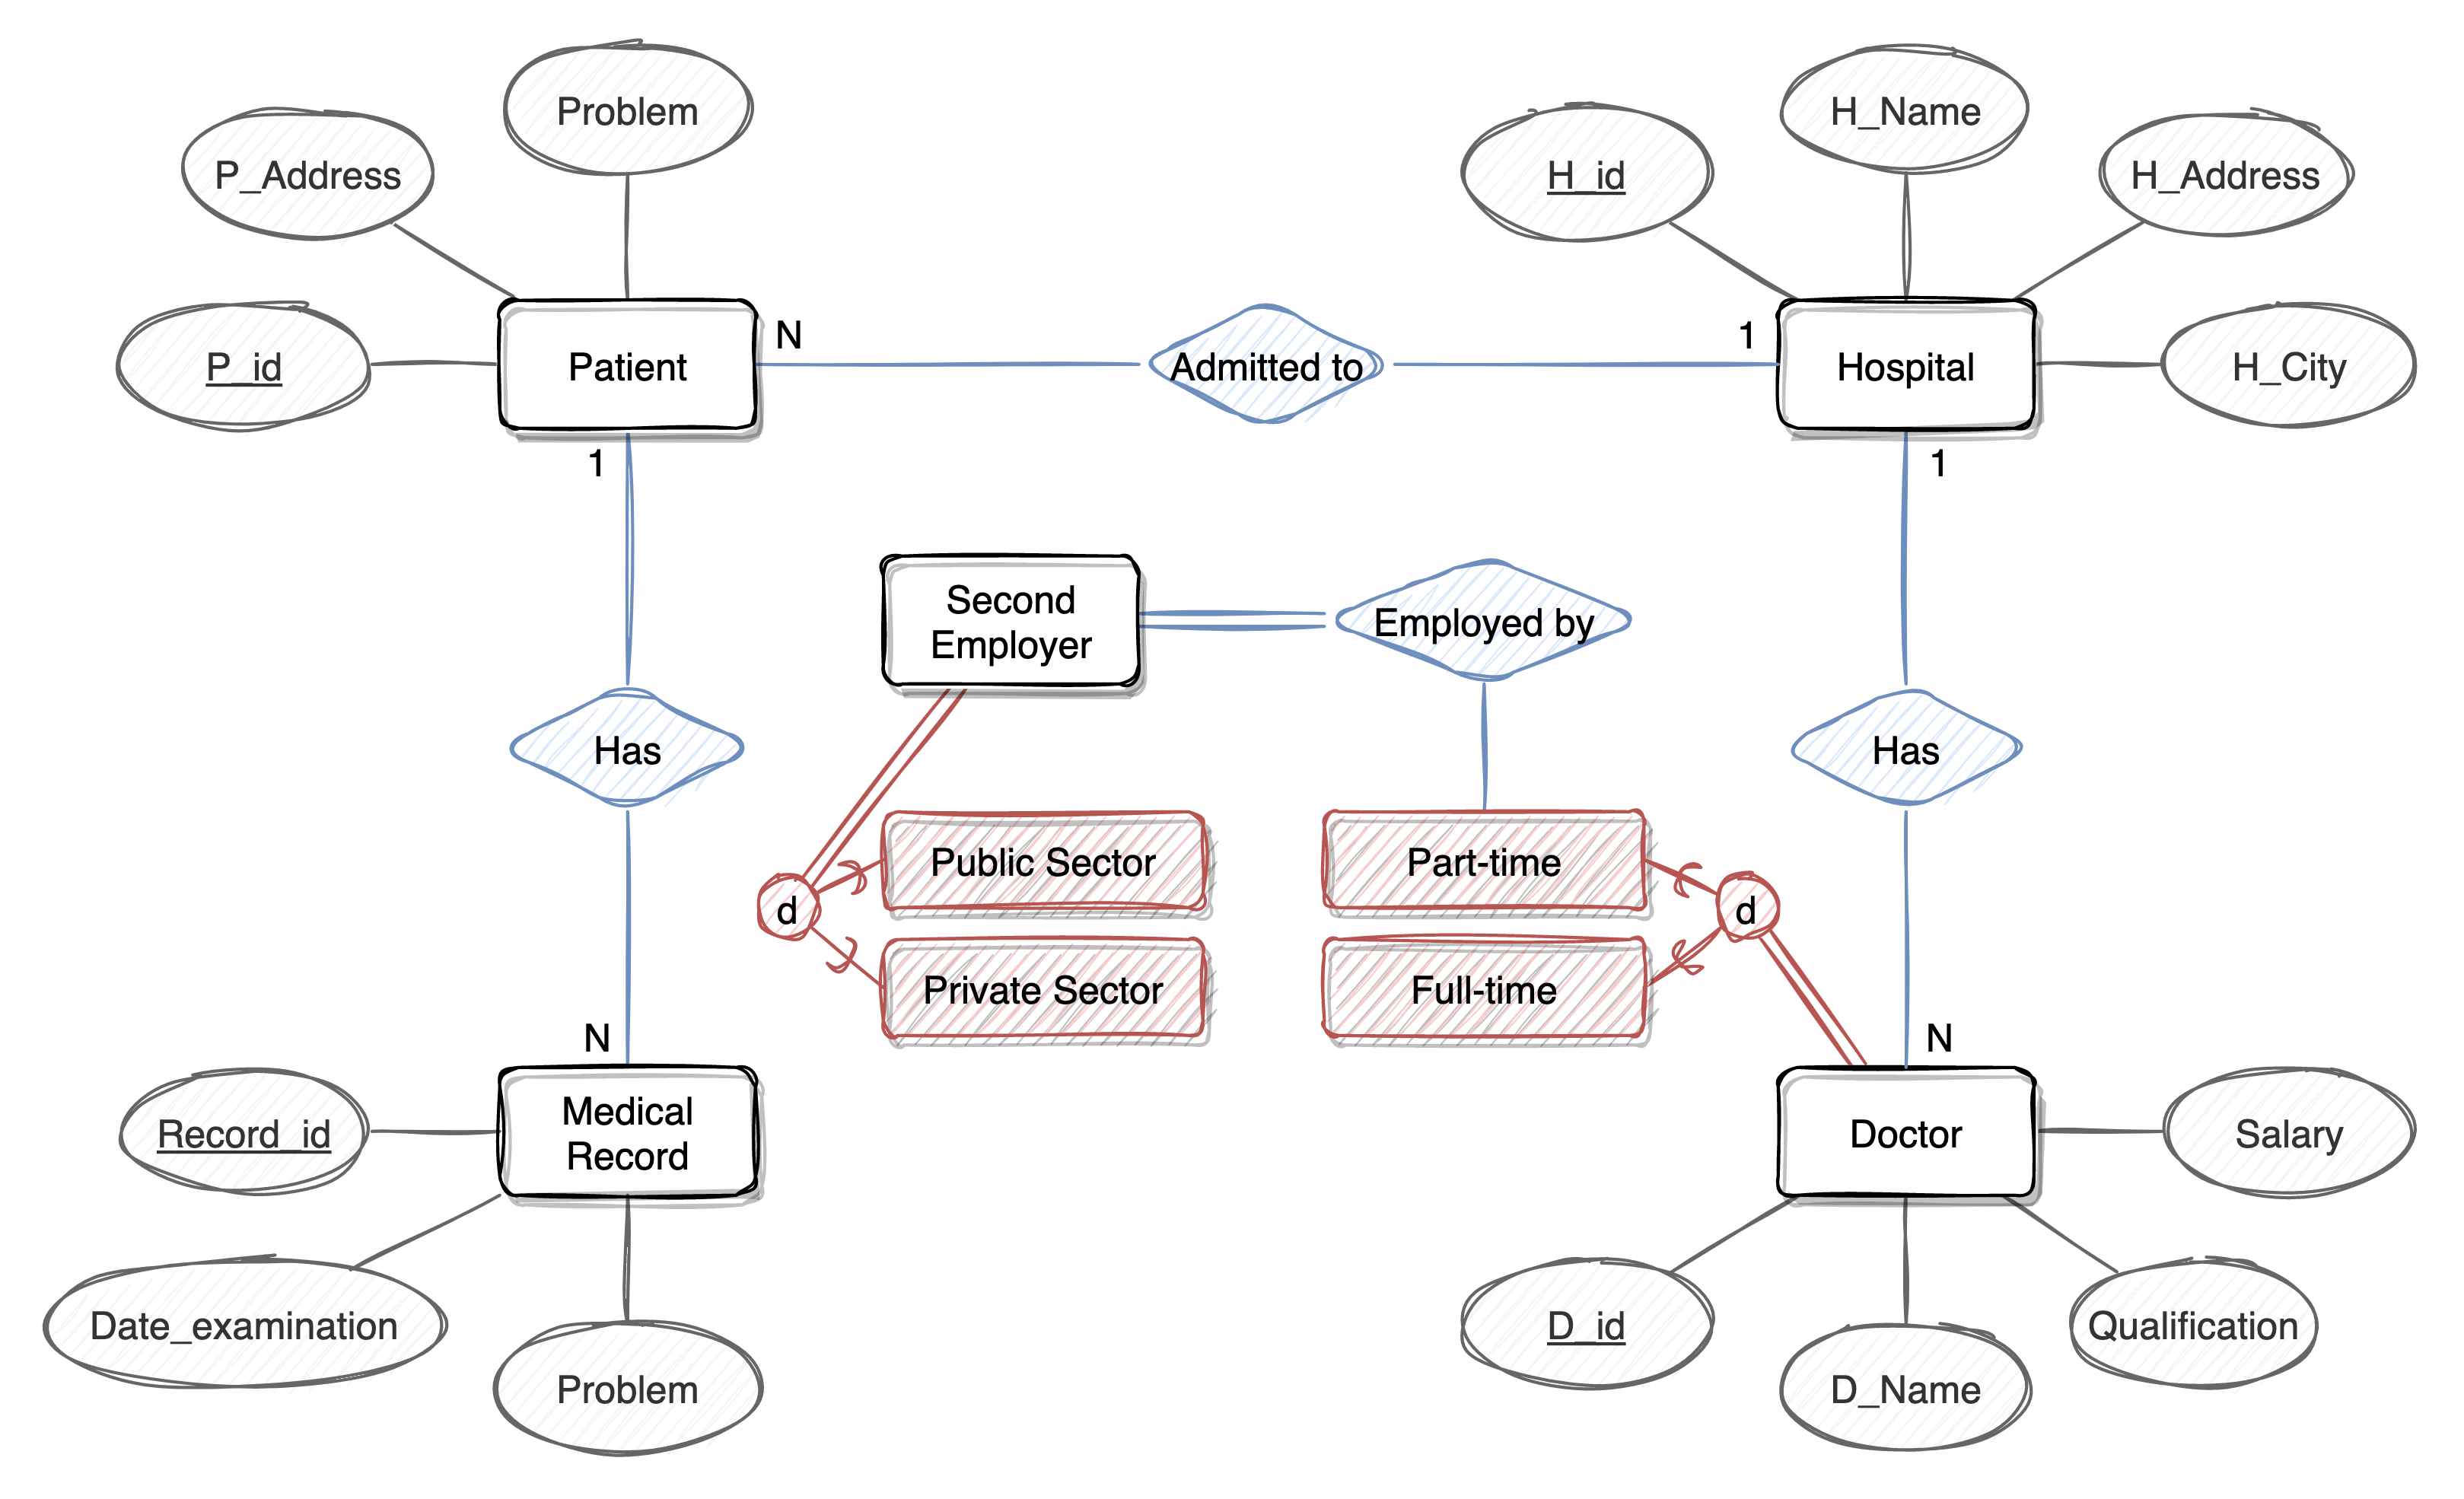 Problem
H_Name
P_Address
H_id
H_Address
N
1
P_id
Patient
Admitted to
Hospital
H_City
1
1
Second
Employer
Employed by
Has
Has
Public Sector
Part-time
d
d
Private Sector
Full-time
N
N
Record_id
Medical
Record
Doctor
Salary
Date_examination
D_id
Qualification
Problem
D_Name